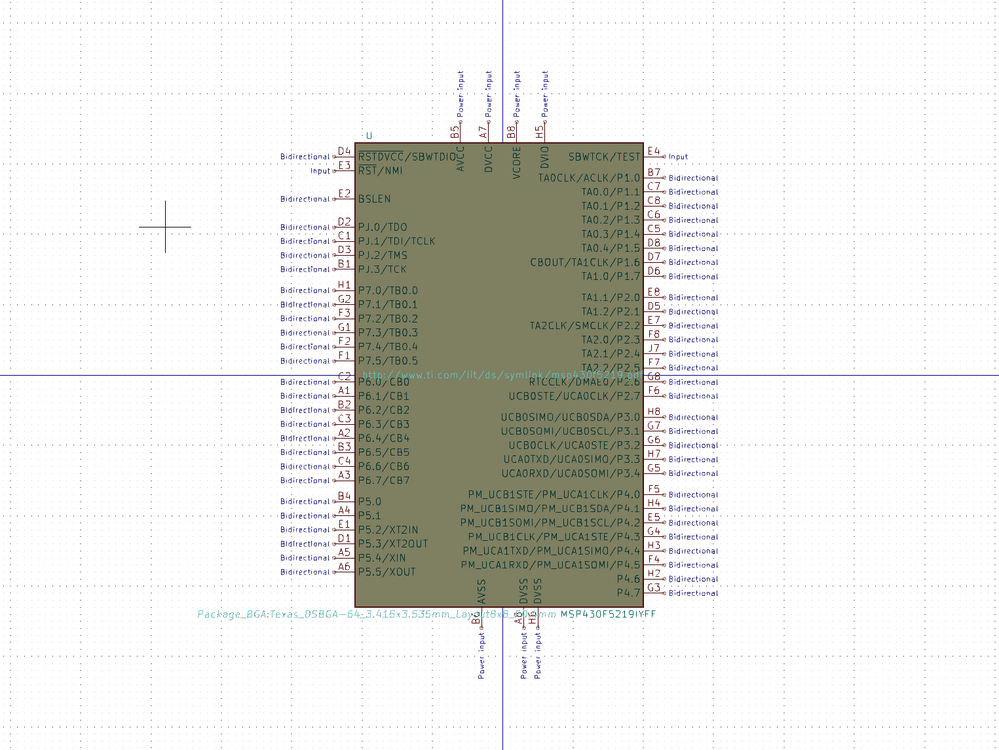 Power input Power input Power input Power input
B5 A7 B8 H5
U
AVCC DVCC VCORE DVIO
Bidirectional D4 RSTDVCC/SBWTDIO SBWTCK/TEST E4 Input
Input E3 RST/NMI
TA0CLK/ACLK/P1.0 B7 Bidirectional
TA0.0/P1.1 C7 Bidirectional
Bidirectional E2 BSLEN
TA0.1/P1.2 C8 Bidirectional
TA0.2/P1.3 C6 Bidirectional
Bidirectional D2 PJ.0/TDO
TA0.3/P1.4 C5 Bidirectional
Bidirectional C1 PJ.1/TDI/TCLK
TA0.4/P1.5 D8 Bidirectional
Bidirectional D3 PJ.2/TMS
CBOUT/TA1CLK/P1.6 D7 Bidirectional
Bidirectional B1 PJ.3/TCK
TA1.0/P1.7 D6 Bidirectional
Bidirectional H1 P7.0/TB0.0
TA1.1/P2.0 E8 Bidirectional
Bidirectional G2 P7.1/TB0.1
TA1.2/P2.1 D5 Bidirectional
Bidirectional F3 P7.2/TB0.2
TA2CLK/SMCLK/P2.2 E7 Bidirectional
Bidirectional G1 P7.3/TB0.3
TA2.0/P2.3 F8 Bidirectional
Bidirectional F2 P7.4/TB0.4
TA2.1/P2.4 J7 Bidirectional
Bidirectional F1 P7.5/TB0.5
TA2.2/P2.5 F7 Bidirectional
http://www.ti.com/lit/ds/symlink/msp430f5219.pdf
Bidirectional C2 P6.0/CB0 RTCCLK/DMAE0/P2.6 G8 Bidirectional
Bidirectional A1 P6.1/CB1 UCB0STE/UCA0CLK/P2.7 F6 Bidirectional
Bidirectional B2 P6.2/CB2
UCB0SIMO/UCB0SDA/P3.0 H8 Bidirectional
Bidirectional C3 P6.3/CB3
UCB0SOMI/UCB0SCL/P3.1 G7 Bidirectional
Bidirectional A2 P6.4/CB4
UCB0CLK/UCA0STE/P3.2 G6 Bidirectional
Bidirectional B3 P6.5/CB5
UCA0TXD/UCA0SIMO/P3.3 H7 Bidirectional
Bidirectional C4 P6.6/CB6
UCA0RXD/UCA0SOMI/P3.4 G5 Bidirectional
Bidirectional A3 P6.7/CB7
PM_UCB1STE/PM_UCA1CLK/P4.0 F5 Bidirectional
Bidirectional B4 P5.0
PM_UCB1SIMO/PM_UCB1SDA/P4.1 H4 Bidirectional
Bidirectional A4 P5.1
PM_UCB1SOMI/PM_UCB1SCL/P4.2 E5 Bidirectional
Bidirectional E1 P5.2/XT2IN
PM_UCB1CLK/PM_UCA1STE/P4.3 G4 Bidirectional
Bidirectional D1 P5.3/XT2OUT
PM_UCA1TXD/PM_UCA1SIMO/P4.4 H3 Bidirectional
Bidirectional A5 P5.4/XIN
PM_UCA1RXD/PM_UCA1SOMI/P4.5 F4 Bidirectional
Bidirectional A6 P5.5/XOUT
P4.6 H2 Bidirectional
P4.7 G3 Bidirectional
AVSS DVSS DVSS
MSP430F5219IYFF
Power input Power input Power input